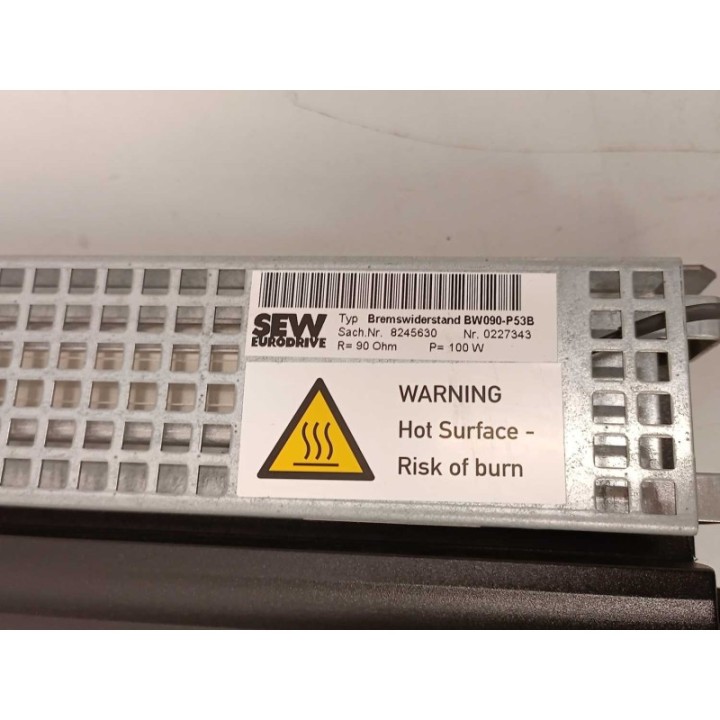 SEW
EURODRIVE
Typ Bremswiderstand BW090-P53B
Sach.Nr. 8245630 Nr. 0227343
R= 90 Ohm P= 100 W
WARNING
Hot Surface -
Risk of burn